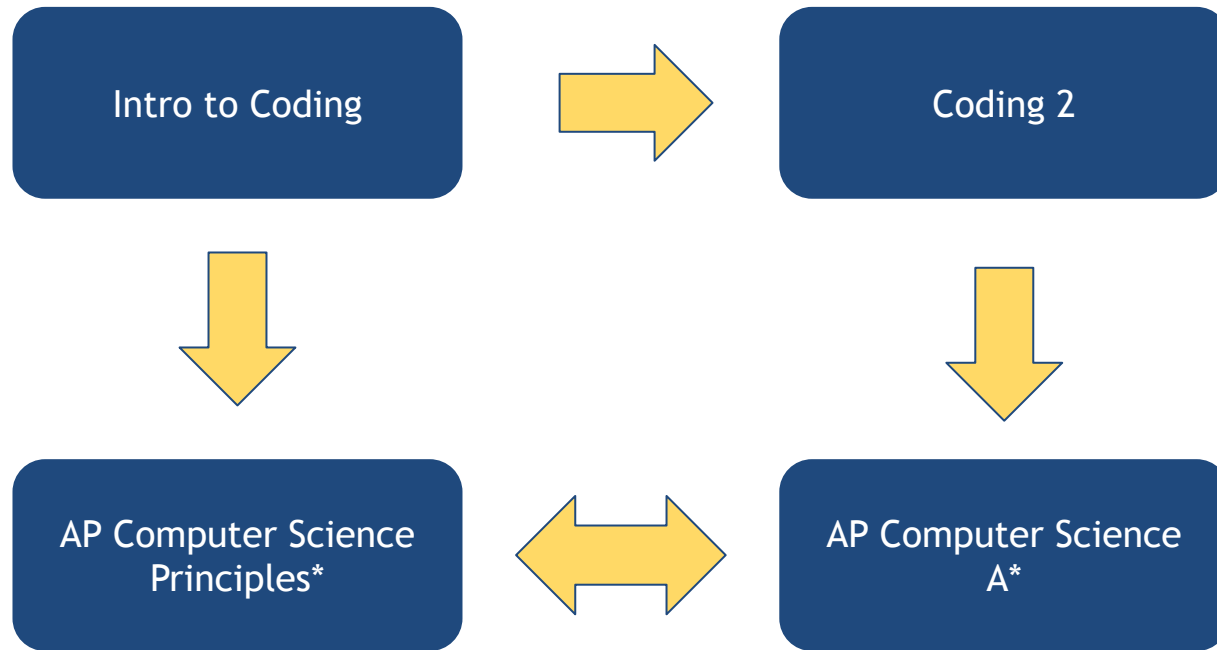 Intro to Coding
Coding 2
AP Computer Science
Principles*
AP Computer Science
A*